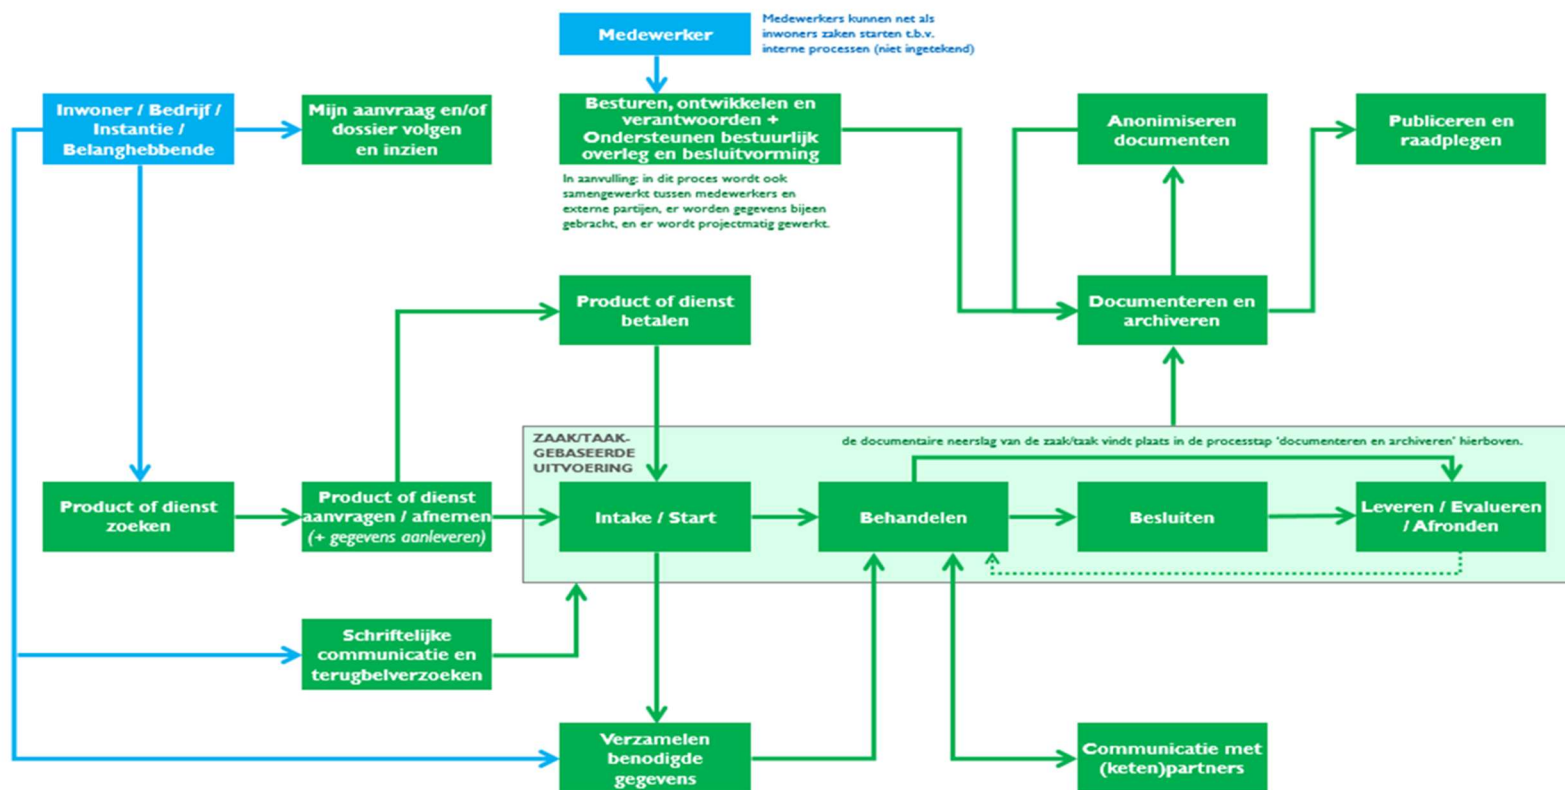 Medewerker
Medewerkers kunnen net als
inwoners zaken starten t.b.v.
interne processen (niet ingetekend)
Inwoner / Bedrijf /
Instantie /
Belanghebbende
Mijn aanvraag en/of
dossier volgen
en inzien
Besturen, ontwikkelen en
verantwoorden +
Ondersteunen bestuurlijk
overleg en besluitvorming
Anonimiseren
documenten
Publiceren en
raadplegen
In aanvulling: in dit proces wordt ook
samengewerkt tussen medewerkers en
externe partijen, er worden gegevens bijeen
gebracht, en er wordt projectmatig gewerkt.
Product of dienst
betalen
Documenteren en
archiveren
ZAAK/TAAK-
GEBASEERDE
UITVOERING
de documentaire neerslag van de zaak/taak vindt plaats in de processtap 'documenteren en archiveren' hierboven.
Product of dienst
zoeken
Product of dienst
aanvragen / afnemen
(+ gegevens aanleveren)
Intake / Start
Behandelen
Besluiten
Leveren / Evalueren
/ Afronden
Schriftelijke
communicatie en
terugbelverzoeken
Verzamelen
benodigde
gegevens
Communicatie met
(keten)partners